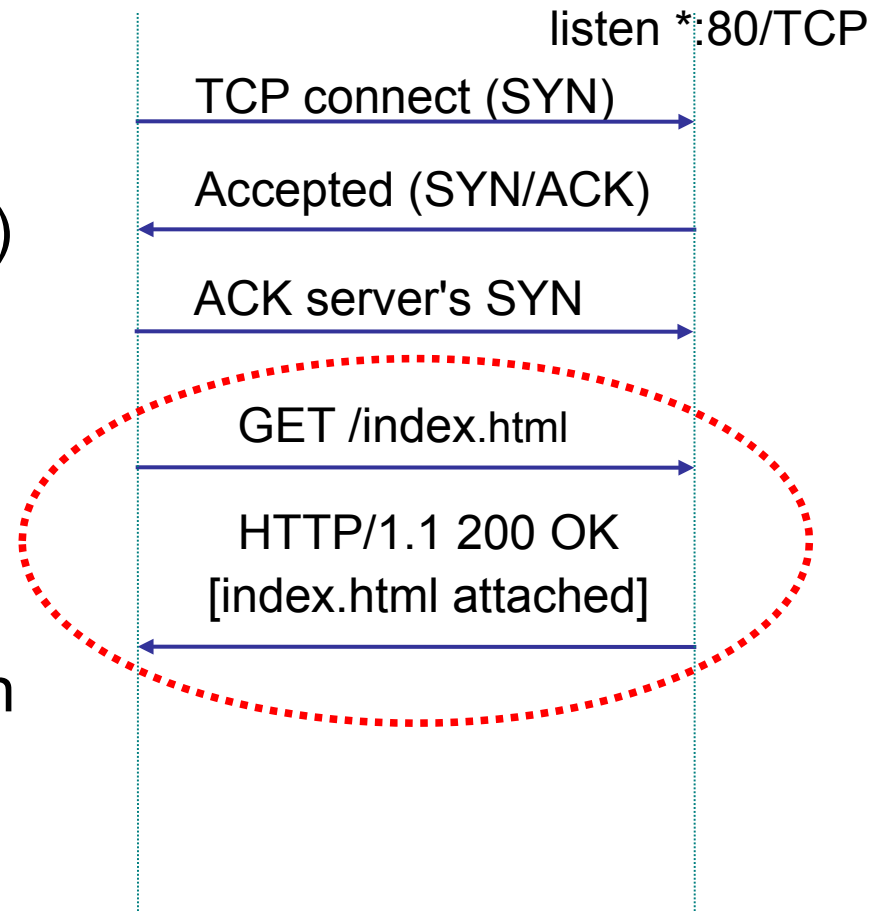 listen *:80/TCP
TCP connect (SYN)
Accepted (SYN/ACK)
)
ACK server's SYN
GET /index.html
HTTP/1.1 200 OK
[index.html attached]
n